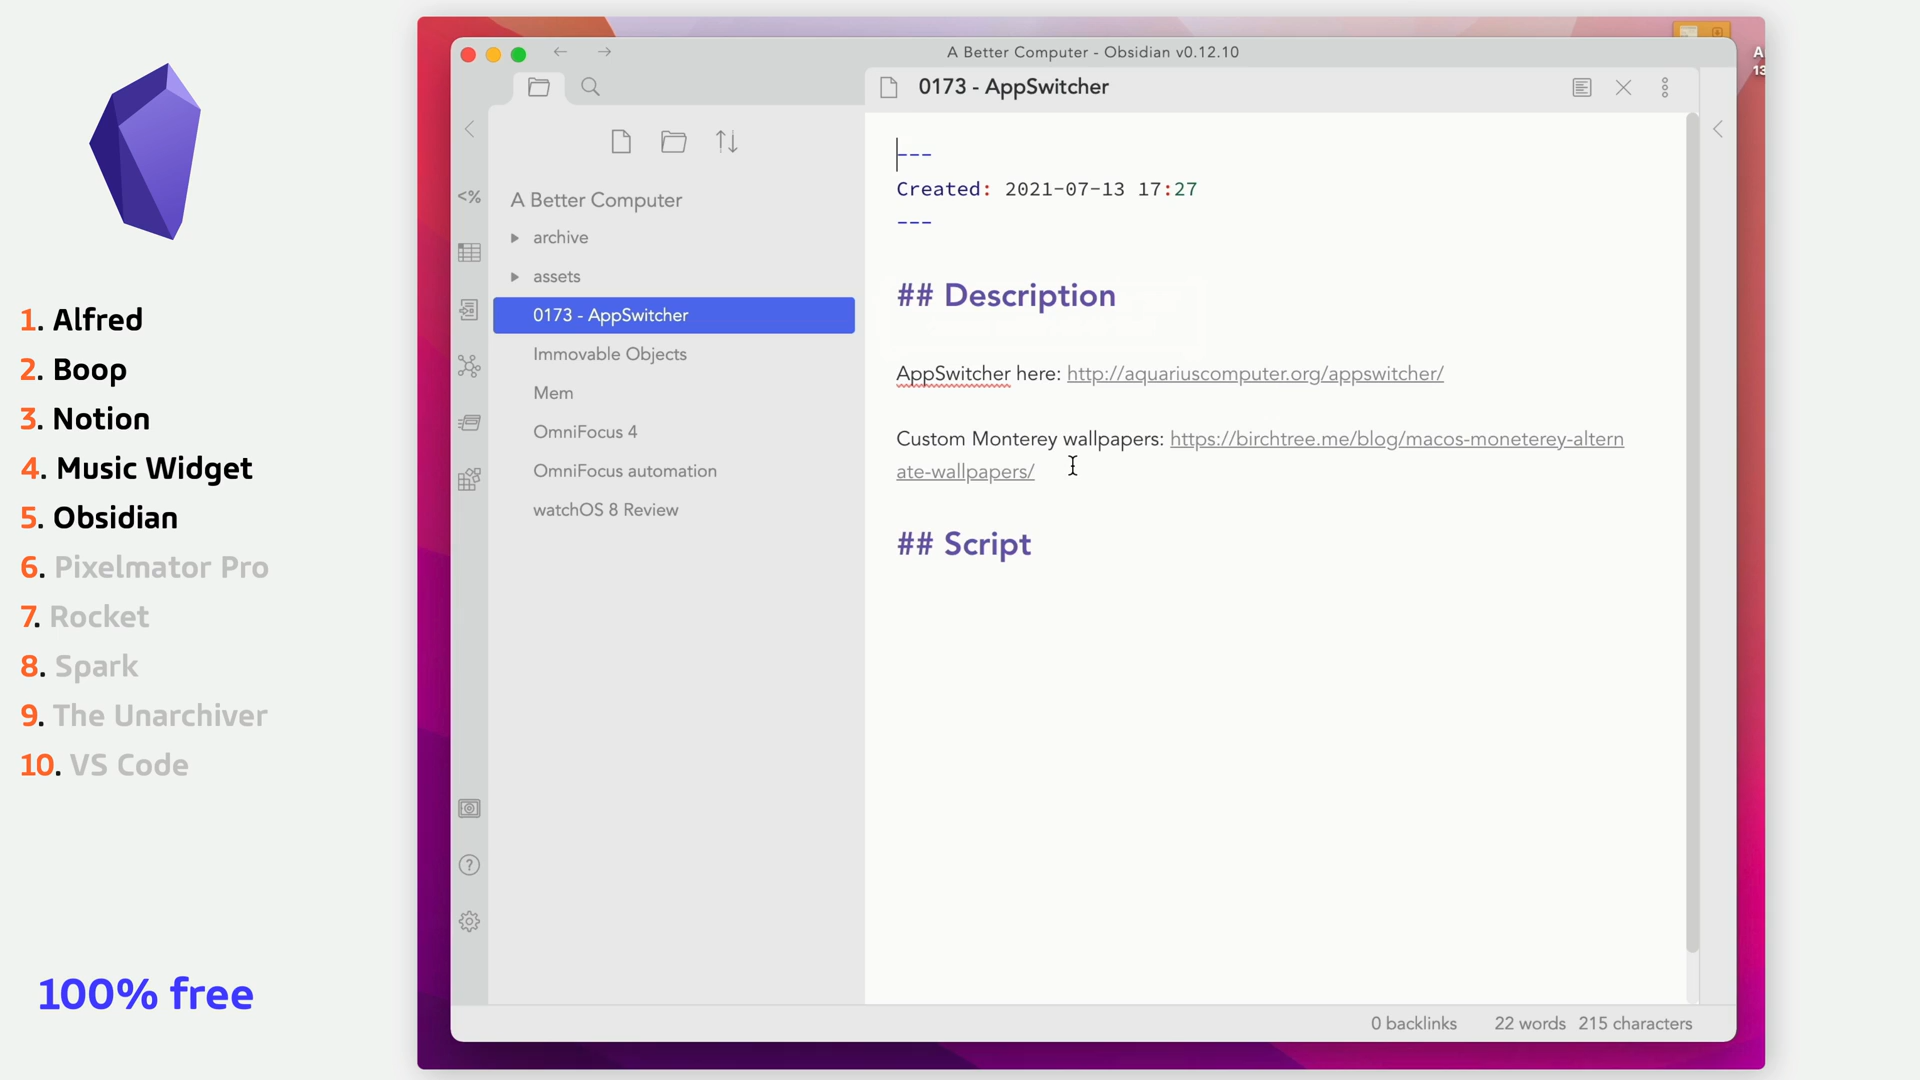 1. Alfred
2. Boop
3. Notion
4. Music Widget
5. Obsidian
6. Pixelmator Pro
7. Rocket
8. Spark
9. The Unarchiver
10. VS Code
100% free
A Better Computer - Obsidian v0.12.10
0173 - AppSwitcher
<%
A Better Computer
archive
assets
0173 - AppSwitcher
Immovable Objects
Mem
OmniFocus 4
OmniFocus automation
watchOS 8 Review
---
Created: 2021-07-13 17:27
---
## Description
AppSwitcher here: http://aquariuscomputer.org/appswitcher/
Custom Monterey wallpapers: https://birchtree.me/blog/macos-moneterey-altern
ate-wallpapers/
## Script
0 backlinks 22 words 215 characters